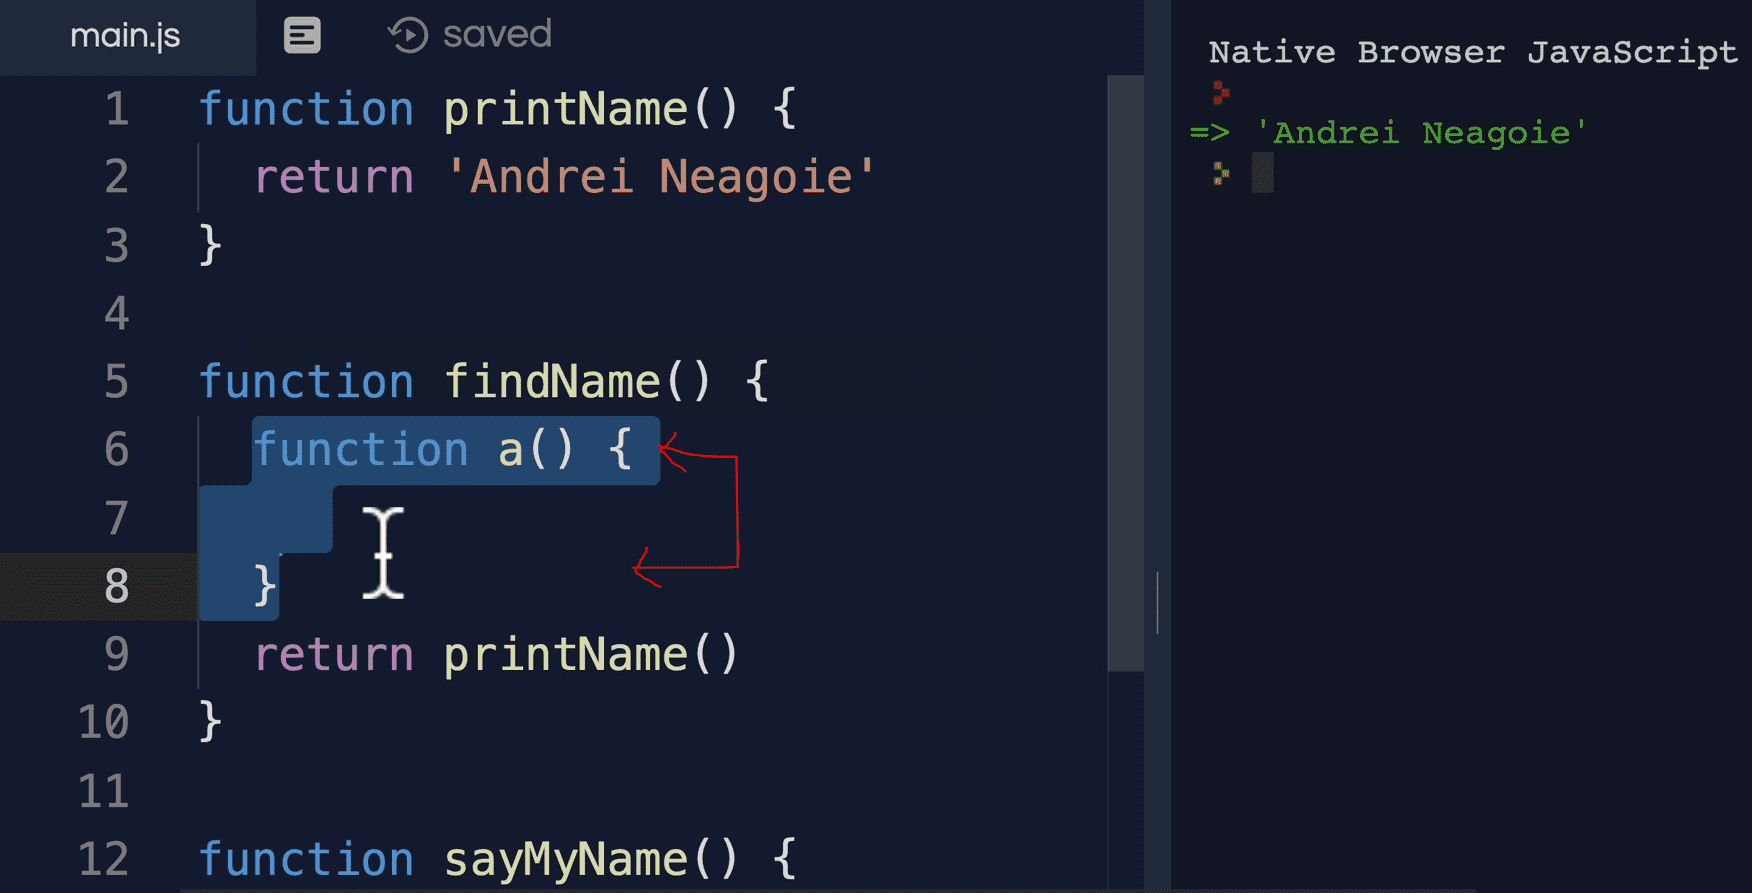 main.js saved
1 function printName() {
2 return 'Andrei Neagoie'
3 }
4
5 function findName() {
6 function a() {
7
8 }
9 return printName()
10 }
11
12 function sayMyName() {
Native Browser JavaScript
=> 'Andrei Neagoie'